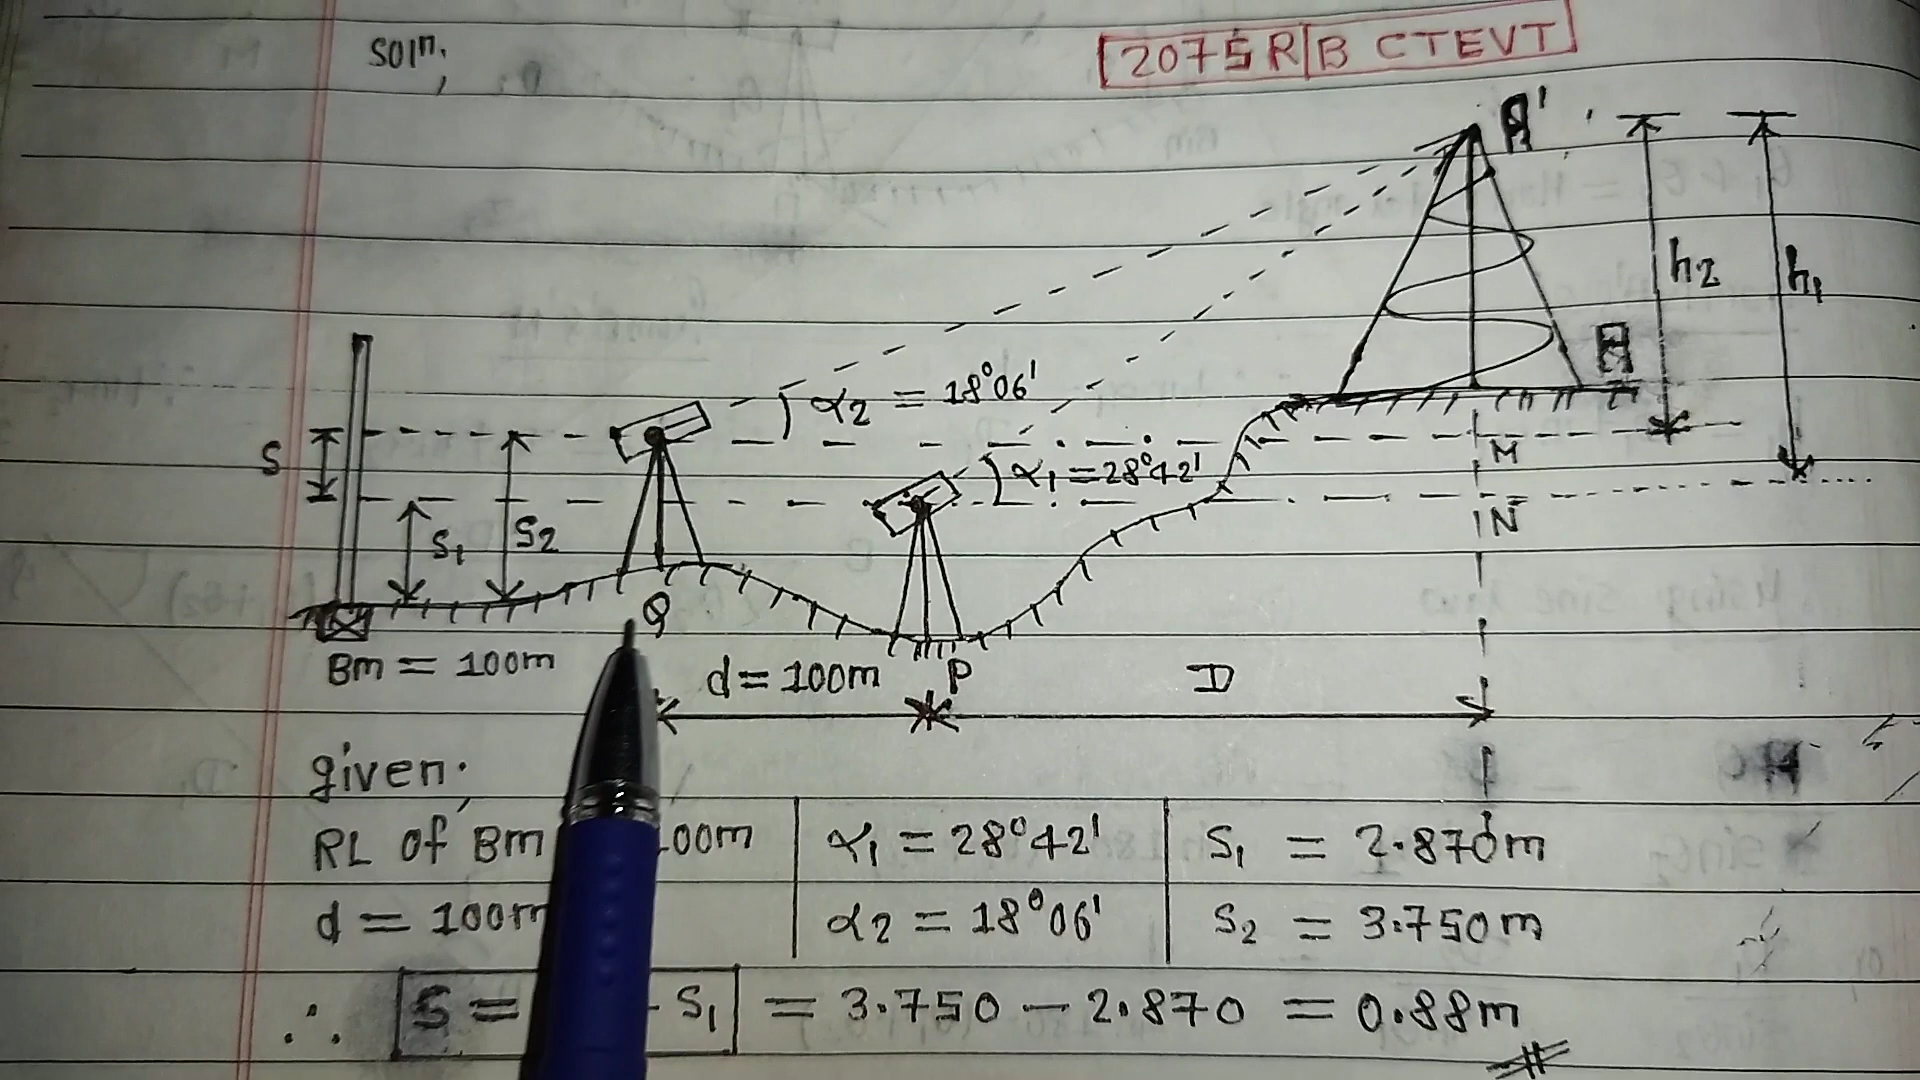 soln;
2075 R/B CTEVT
A'
h2
h1
α2 = 18°06'
S
M
α1 = 28°42'
N
S1
S2
Q
Bm = 100m
d = 100m
P
D
given;
RL of Bm 100m
α1 = 28°42'
S1 = 2.870m
d = 100m
α2 = 18°06'
S2 = 3.750m
∴ S = - S1 = 3.750 - 2.870 = 0.88m